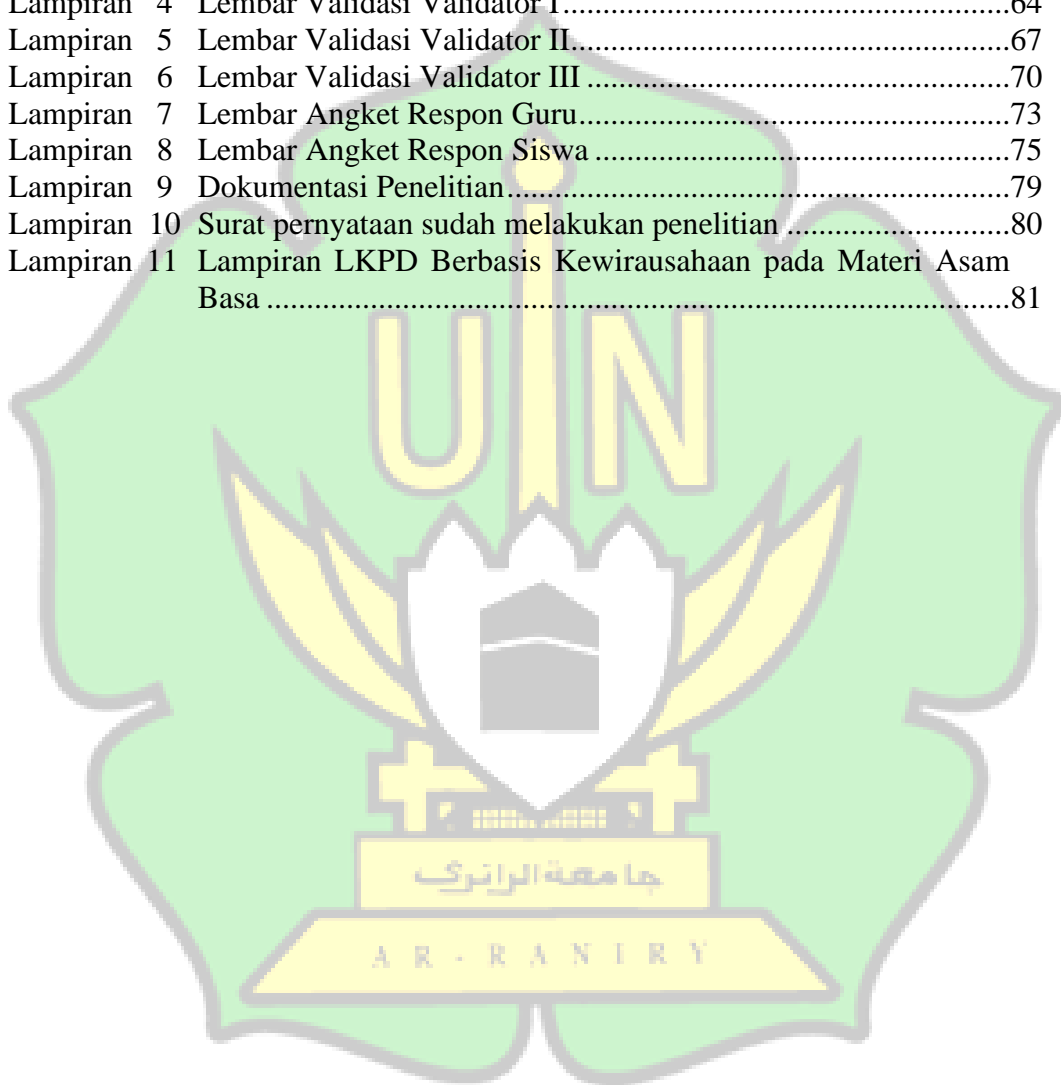 Lampiran 4 Lembar Validasi Validator I............................................................64
Lampiran 5 Lembar Validasi Validator II...........................................................67
Lampiran 6 Lembar Validasi Validator III ..........................................................70
Lampiran 7 Lembar Angket Respon Guru..........................................................73
Lampiran 8 Lembar Angket Respon Siswa ........................................................75
Lampiran 9 Dokumentasi Penelitian ...................................................................79
Lampiran 10 Surat pernyataan sudah melakukan penelitian ................................80
Lampiran 11 Lampiran LKPD Berbasis Kewirausahaan pada Materi Asam
Basa ................................................................................................81
UIN
جامعة الرانري
AR-RANIRY